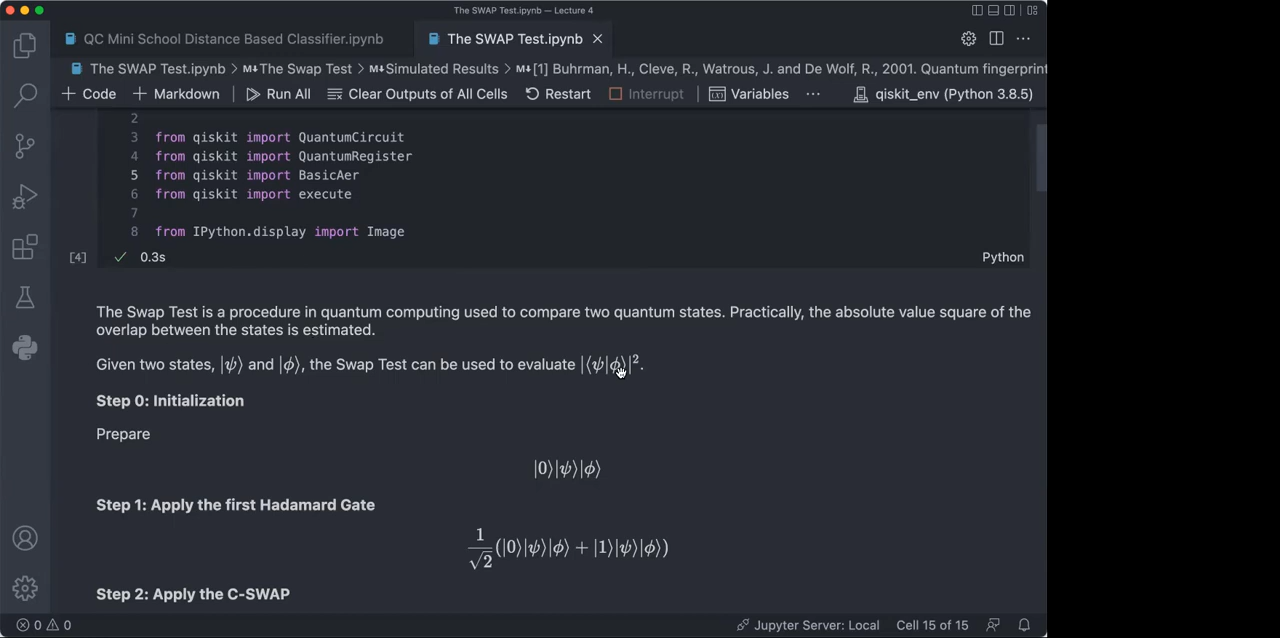 The SWAP Test.ipynb — Lecture 4
QC Mini School Distance Based Classifier.ipynb
The SWAP Test.ipynb
The SWAP Test.ipynb > M↓The Swap Test > M↓Simulated Results > M↓[1] Buhrman, H., Cleve, R., Watrous, J. and De Wolf, R., 2001. Quantum fingerprint
+ Code + Markdown Run All Clear Outputs of All Cells Restart Interrupt Variables ··· qiskit_env (Python 3.8.5)
2
3 from qiskit import QuantumCircuit
4 from qiskit import QuantumRegister
5 from qiskit import BasicAer
6 from qiskit import execute
7
8 from IPython.display import Image
[4] ✓ 0.3s Python
The Swap Test is a procedure in quantum computing used to compare two quantum states. Practically, the absolute value square of the
overlap between the states is estimated.
Given two states, |ψ⟩ and |ϕ⟩, the Swap Test can be used to evaluate |⟨ψ|ϕ⟩|².
Step 0: Initialization
Prepare
|0⟩|ψ⟩|ϕ⟩
Step 1: Apply the first Hadamard Gate
1/√2(|0⟩|ψ⟩|ϕ⟩ + |1⟩|ψ⟩|ϕ⟩)
Step 2: Apply the C-SWAP
0 0 Jupyter Server: Local Cell 15 of 15